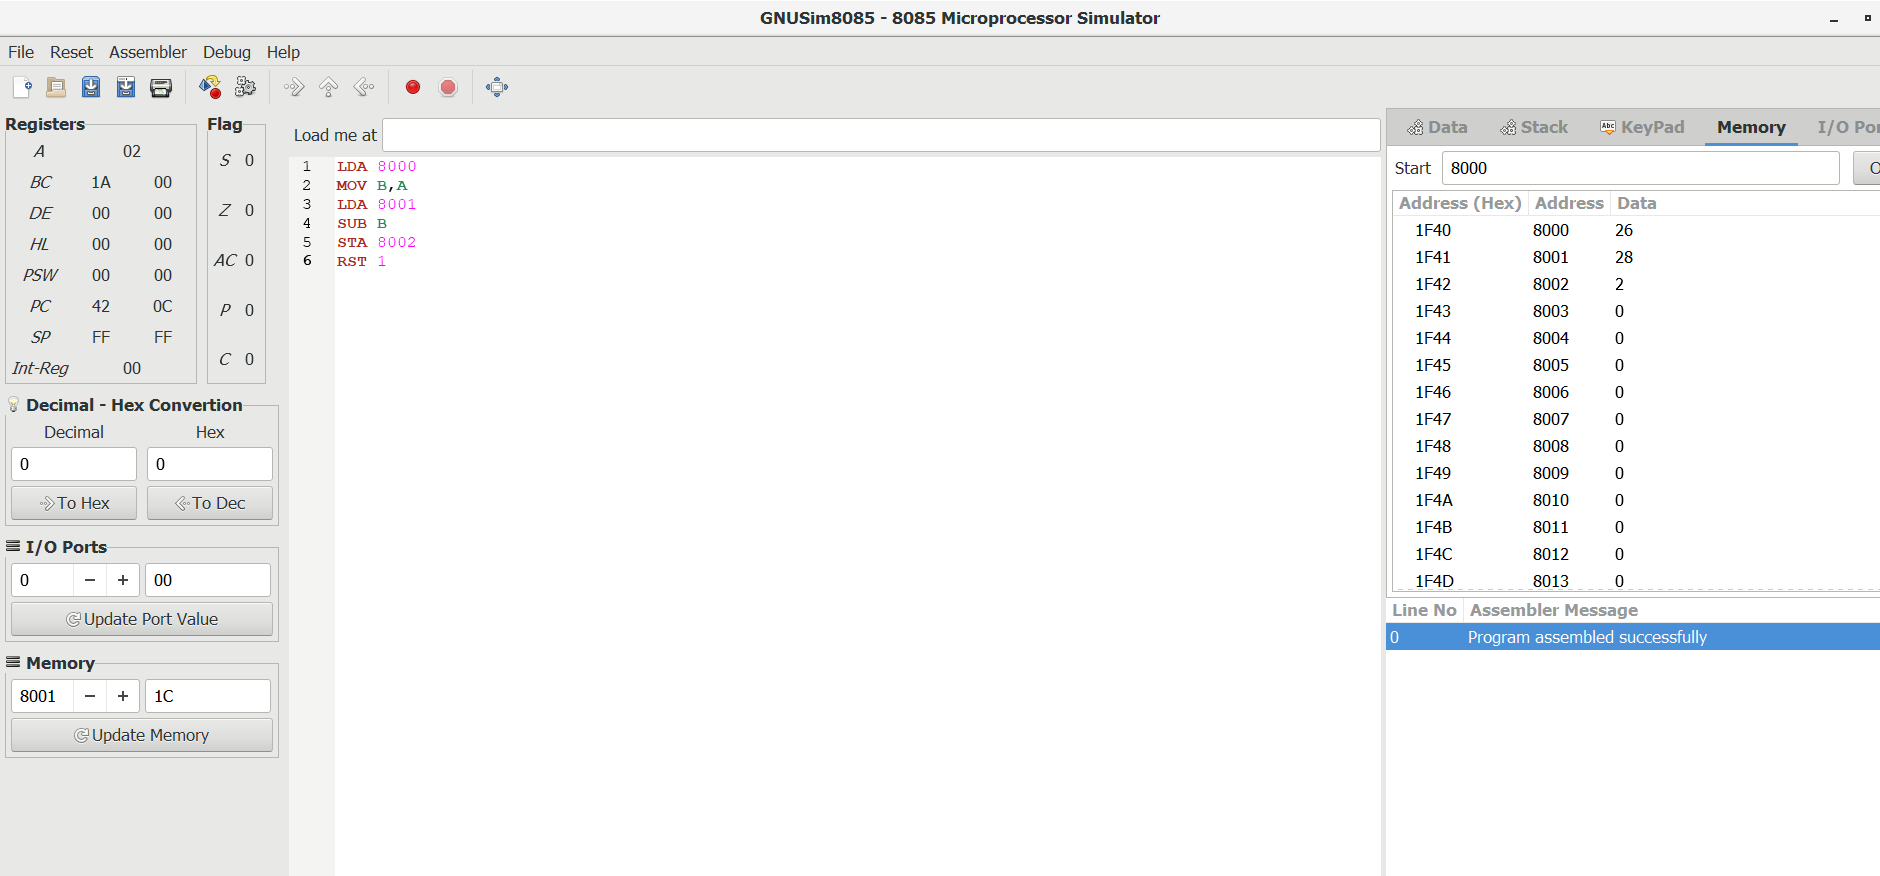 GNUSim8085 - 8085 Microprocessor Simulator
File Reset Assembler Debug Help
Registers
A 02
BC 1A 00
DE 00 00
HL 00 00
PSW 00 00
PC 42 0C
SP FF FF
Int-Reg 00
Flag
S 0
Z 0
AC 0
P 0
C 0
Decimal - Hex Convertion
Decimal Hex
0 0
To Hex To Dec
I/O Ports
0 − + 00
Update Port Value
Memory
8001 − + 1C
Update Memory
Load me at
1 LDA 8000
2 MOV B,A
3 LDA 8001
4 SUB B
5 STA 8002
6 RST 1
Data Stack Abc KeyPad Memory I/O Por
Start 8000
Address (Hex) Address Data
1F40 8000 26
1F41 8001 28
1F42 8002 2
1F43 8003 0
1F44 8004 0
1F45 8005 0
1F46 8006 0
1F47 8007 0
1F48 8008 0
1F49 8009 0
1F4A 8010 0
1F4B 8011 0
1F4C 8012 0
1F4D 8013 0
Line No Assembler Message
0 Program assembled successfully